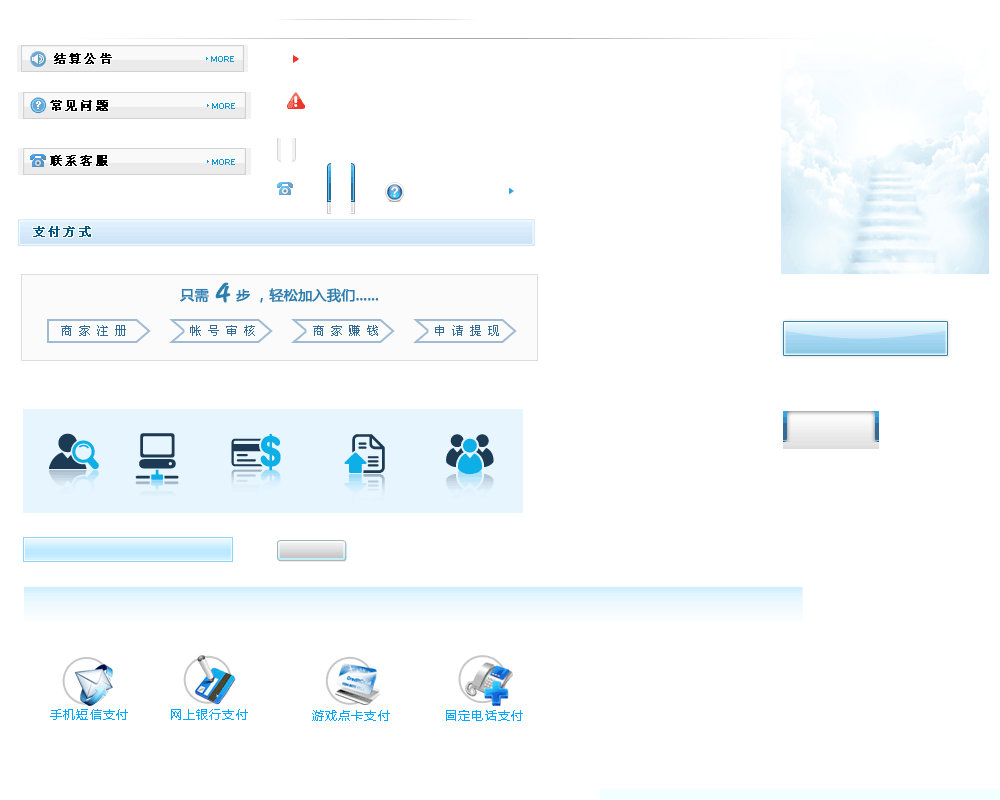 结算公告 MORE
常见问题 MORE
联系客服 MORE
支付方式
只需 4 步 ，轻松加入我们......
商家注册 帐号审核 商家赚钱 申请提现
手机短信支付 网上银行支付 游戏点卡支付 固定电话支付